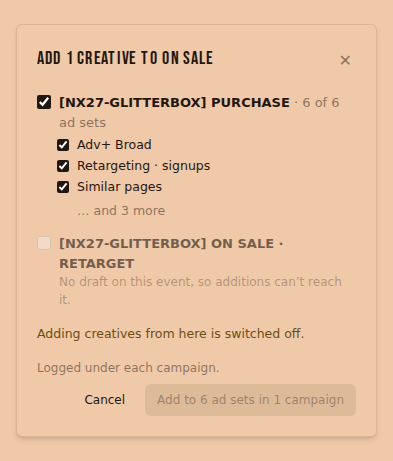 ADD 1 CREATIVE TO ON SALE
×
[NX27-GLITTERBOX] PURCHASE · 6 of 6
ad sets
Adv+ Broad
Retargeting · signups
Similar pages
… and 3 more
[NX27-GLITTERBOX] ON SALE ·
RETARGET
No draft on this event, so additions can’t reach
it.
Adding creatives from here is switched off.
Logged under each campaign.
Cancel
Add to 6 ad sets in 1 campaign